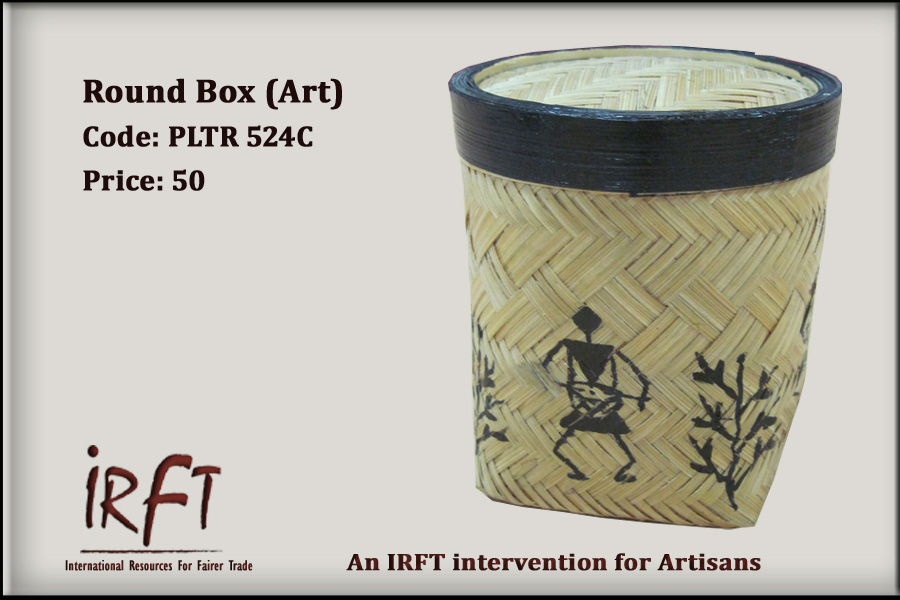 Round Box (Art)
Code: PLTR 524C
Price: 50
iRFT
International Resources For Fairer Trade
An IRFT intervention for Artisans